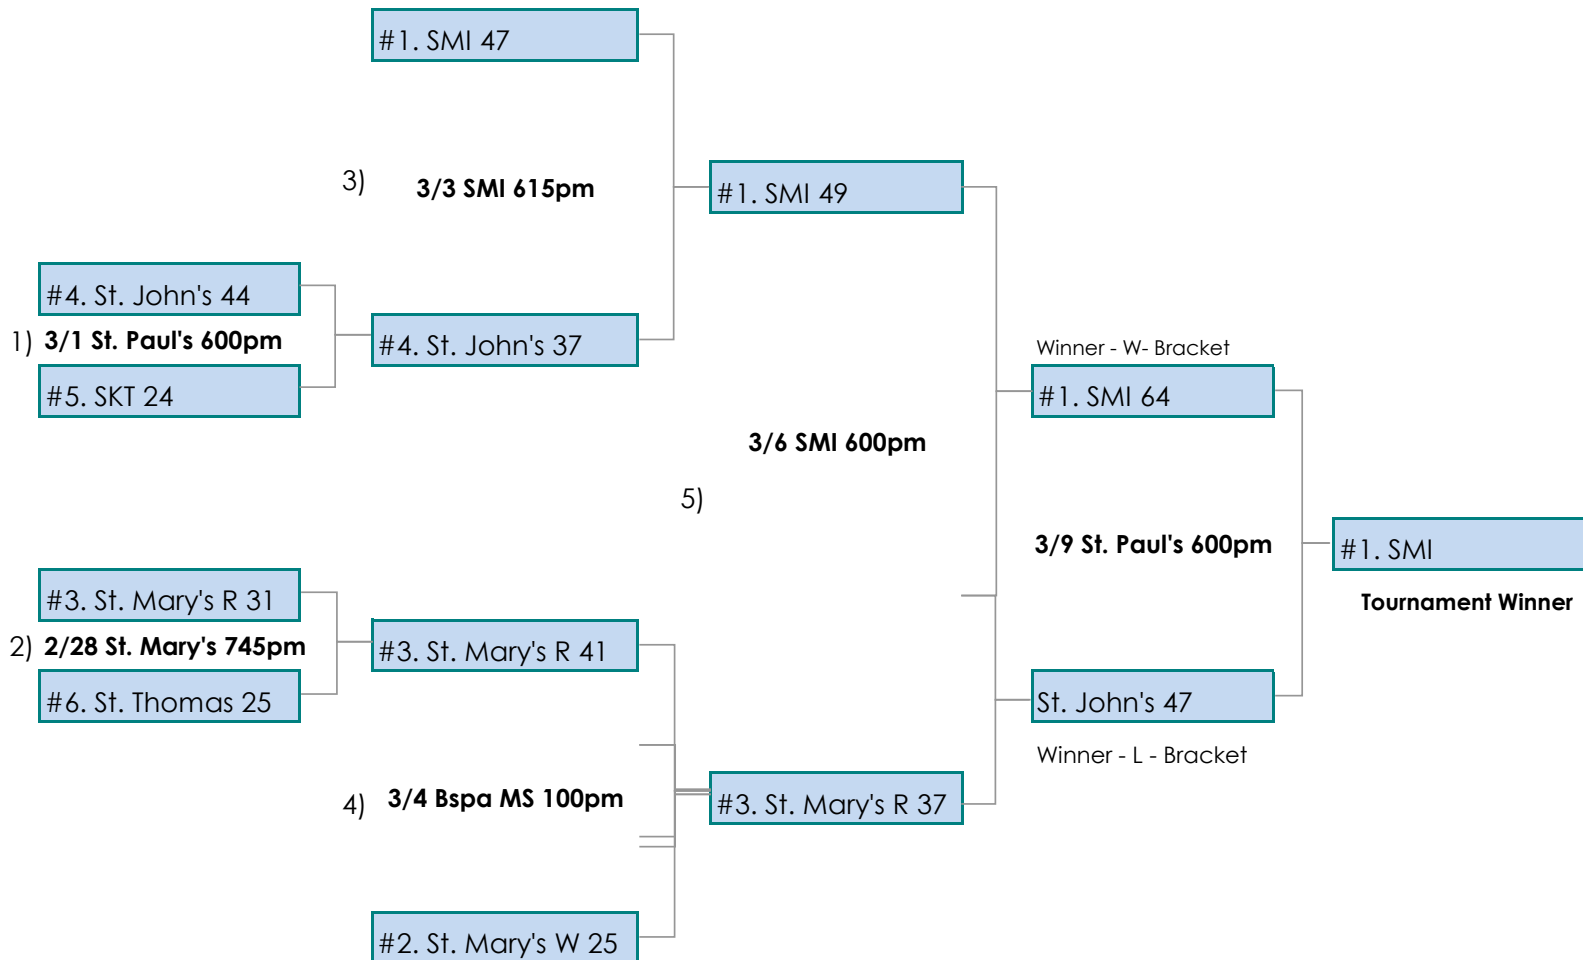 #1. SMI 47
3) 3/3 SMI 615pm
#1. SMI 49
#4. St. John's 44
1) 3/1 St. Paul's 600pm
#4. St. John's 37
#5. SKT 24
Winner - W- Bracket
#1. SMI 64
3/6 SMI 600pm
5)
3/9 St. Paul's 600pm
#1. SMI
Tournament Winner
#3. St. Mary's R 31
2) 2/28 St. Mary's 745pm
#3. St. Mary's R 41
#6. St. Thomas 25
St. John's 47
Winner - L - Bracket
4) 3/4 Bspa MS 100pm
#3. St. Mary's R 37
#2. St. Mary's W 25